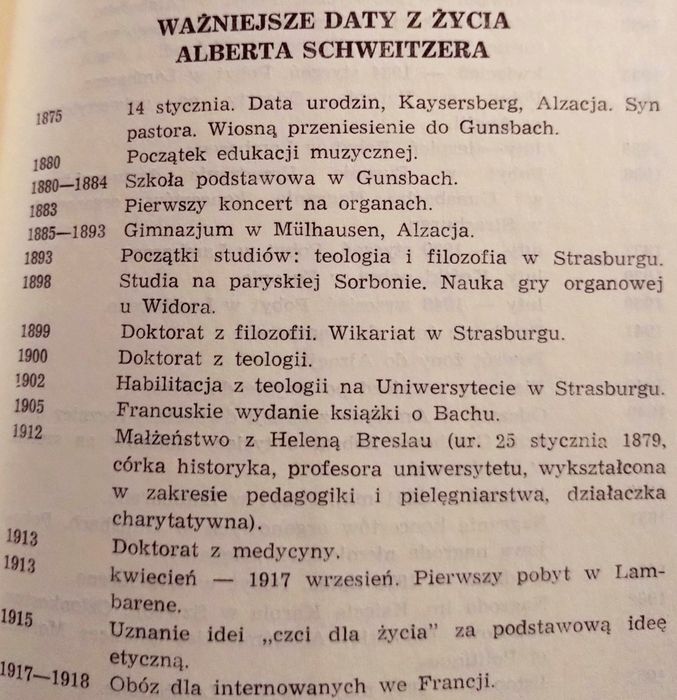 WAŻNIEJSZE DATY Z ŻYCIA
ALBERTA SCHWEITZERA
1875 14 stycznia. Data urodzin, Kaysersberg, Alzacja. Syn
pastora. Wiosną przeniesienie do Gunsbach.
1880 Początek edukacji muzycznej.
1880—1884 Szkoła podstawowa w Gunsbach.
1883 Pierwszy koncert na organach.
1885—1893 Gimnazjum w Mülhausen, Alzacja.
1893 Początki studiów: teologia i filozofia w Strasburgu.
1898 Studia na paryskiej Sorbonie. Nauka gry organowej
u Widora.
1899 Doktorat z filozofii. Wikariat w Strasburgu.
1900 Doktorat z teologii.
1902 Habilitacja z teologii na Uniwersytecie w Strasburgu.
1905 Francuskie wydanie książki o Bachu.
1912 Małżeństwo z Heleną Breslau (ur. 25 stycznia 1879,
córka historyka, profesora uniwersytetu, wykształcona
w zakresie pedagogiki i pielęgniarstwa, działaczka
charytatywna).
1913 Doktorat z medycyny.
1913 kwiecień — 1917 wrzesień. Pierwszy pobyt w Lam-
barene.
1915 Uznanie idei „czci dla życia" za podstawową ideę
etyczną.
1917—1918 Obóz dla internowanych we Francji.